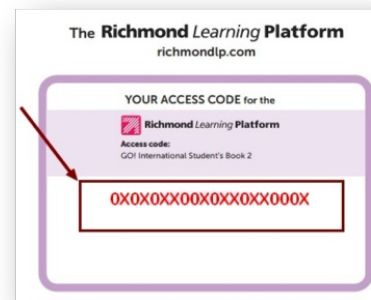 The Richmond Learning Platform
richmondlp.com
YOUR ACCESS CODE for the
Richmond Learning Platform
Access code:
GO! International Student's Book 2
0X0X0XX00X0XX0XX000X